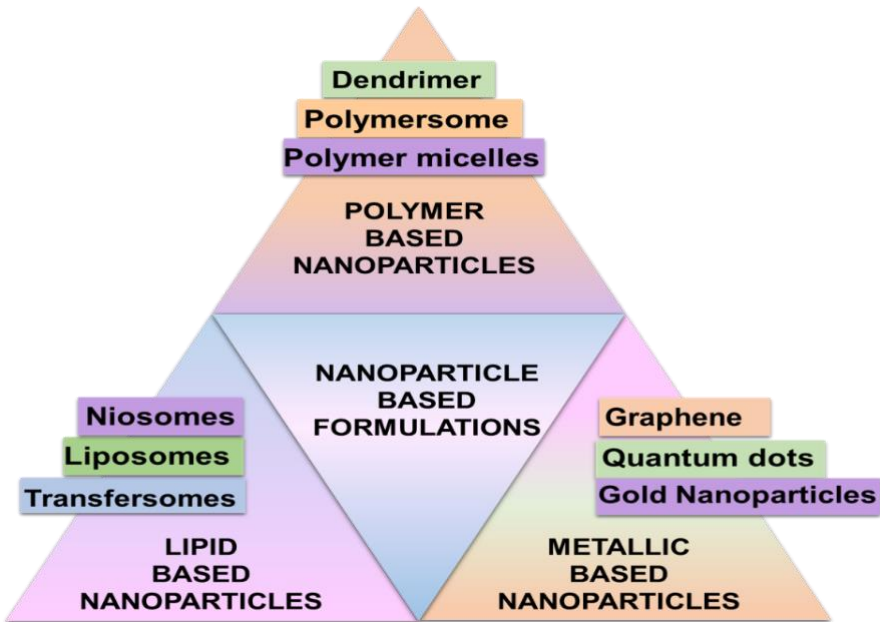 Dendrimer
Polymersome
Polymer micelles
POLYMER
BASED
NANOPARTICLES
NANOPARTICLE
BASED
FORMULATIONS
Niosomes
Liposomes
Transfersomes
LIPID
BASED
NANOPARTICLES
Graphene
Quantum dots
Gold Nanoparticles
METALLIC
BASED
NANOPARTICLES